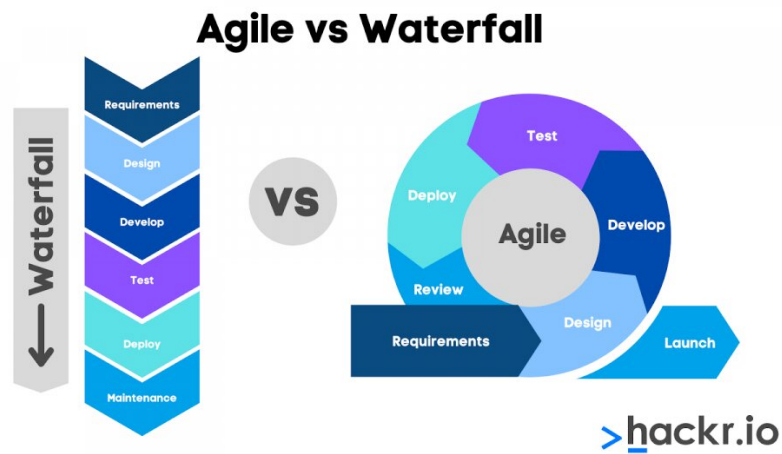 Agile vs Waterfall
Waterfall
Requirements
Design
Develop
Test
Deploy
Maintenance
vs
Agile
Test
Develop
Deploy
Review
Design
Requirements
Launch
>hackr.io